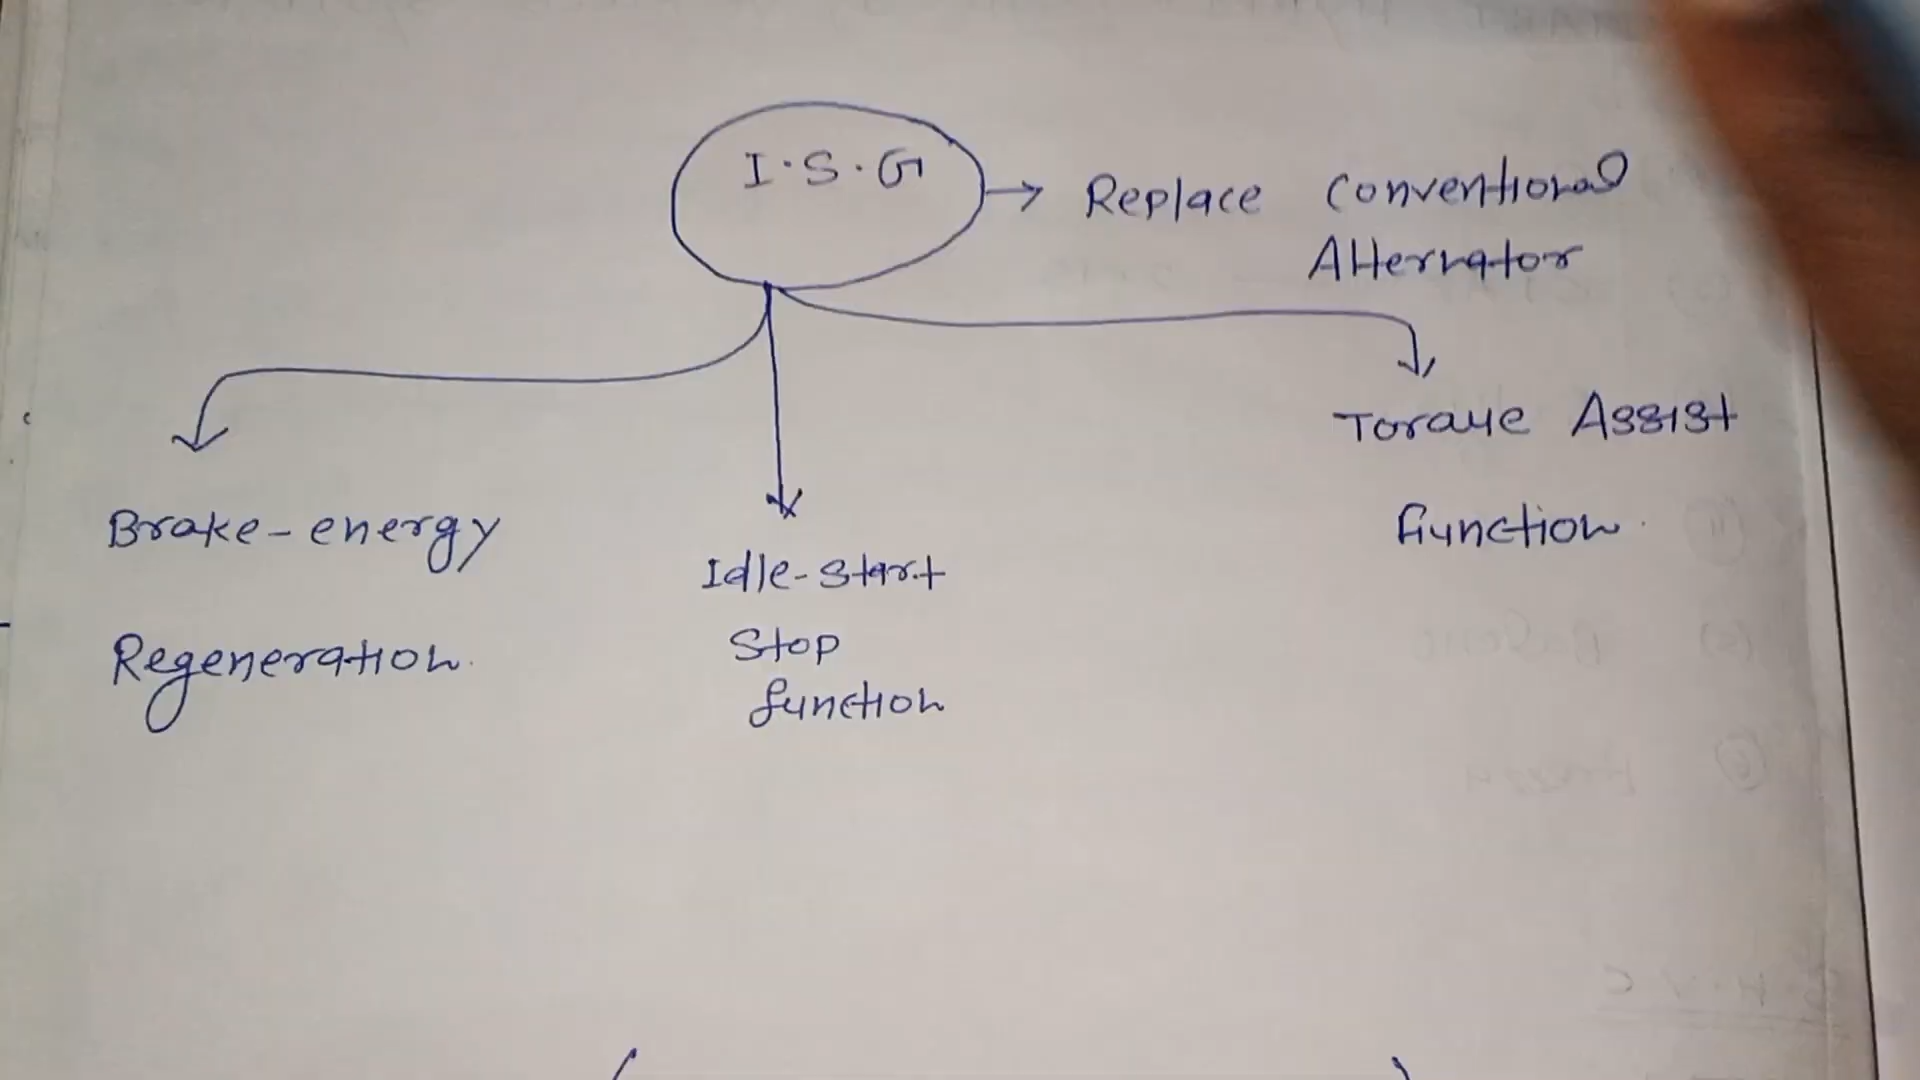 I.S.G
Replace Conventional
Alternator
Brake-energy
Regeneration.
Idle-start
Stop
function
Torque Assist
function.